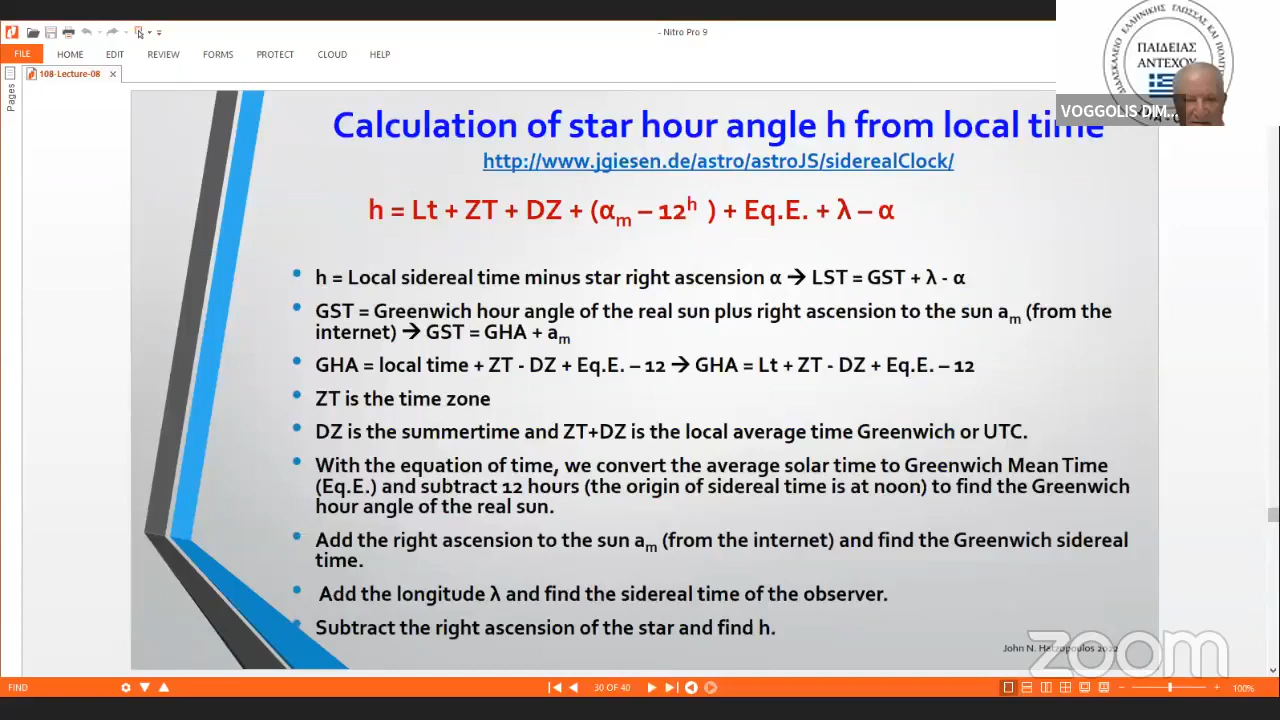 - Nitro Pro 9
FILE
HOME
EDIT
REVIEW
FORMS
PROTECT
CLOUD
HELP
108-Lecture-08
Pages
ΔΙΔΑΣΚΑΛΕΙΟ ΕΛΛΗΝΙΚΗΣ ΓΛΩΣΣΑΣ ΚΑΙ
ΠΑΙΔΕΙΑΣ
ΑΝΤΕΧΟΥ
VOGGOLIS DIM...
Calculation of star hour angle h from local time
http://www.jgiesen.de/astro/astroJS/siderealClock/
h = Lt + ZT + DZ + (αm – 12h ) + Eq.E. + λ – α
• h = Local sidereal time minus star right ascension α → LST = GST + λ - α
• GST = Greenwich hour angle of the real sun plus right ascension to the sun am (from the
internet) → GST = GHA + am
• GHA = local time + ZT - DZ + Eq.E. – 12 → GHA = Lt + ZT - DZ + Eq.E. – 12
• ZT is the time zone
• DZ is the summertime and ZT+DZ is the local average time Greenwich or UTC.
• With the equation of time, we convert the average solar time to Greenwich Mean Time
(Eq.E.) and subtract 12 hours (the origin of sidereal time is at noon) to find the Greenwich
hour angle of the real sun.
• Add the right ascension to the sun am (from the internet) and find the Greenwich sidereal
time.
• Add the longitude λ and find the sidereal time of the observer.
• Subtract the right ascension of the star and find h.
John N. Hatzopoulos 2022
zoom
FIND
30 OF 40
100%